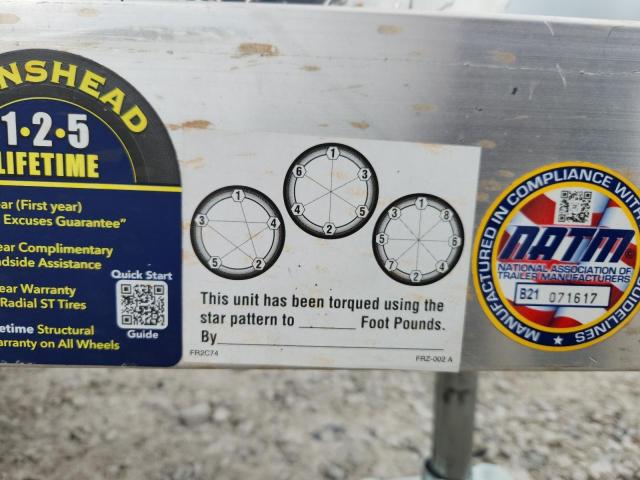 NSHEAD
1·2·5
LIFETIME
ear (First year)
Excuses Guarantee"
ear Complimentary
dside Assistance
ear Warranty
Radial ST Tires
etime Structural
arranty on All Wheels
Quick Start
Guide
1
3
4
5
2
1
6
3
4
5
2
1
3
8
5
6
7
4
2
This unit has been torqued using the
star pattern to ______ Foot Pounds.
By
FR2C74
FRZ-002 A
MANUFACTURED IN COMPLIANCE WITH
GUIDELINES
NATM®
NATIONAL ASSOCIATION OF
TRAILER MANUFACTURERS
B21 071617